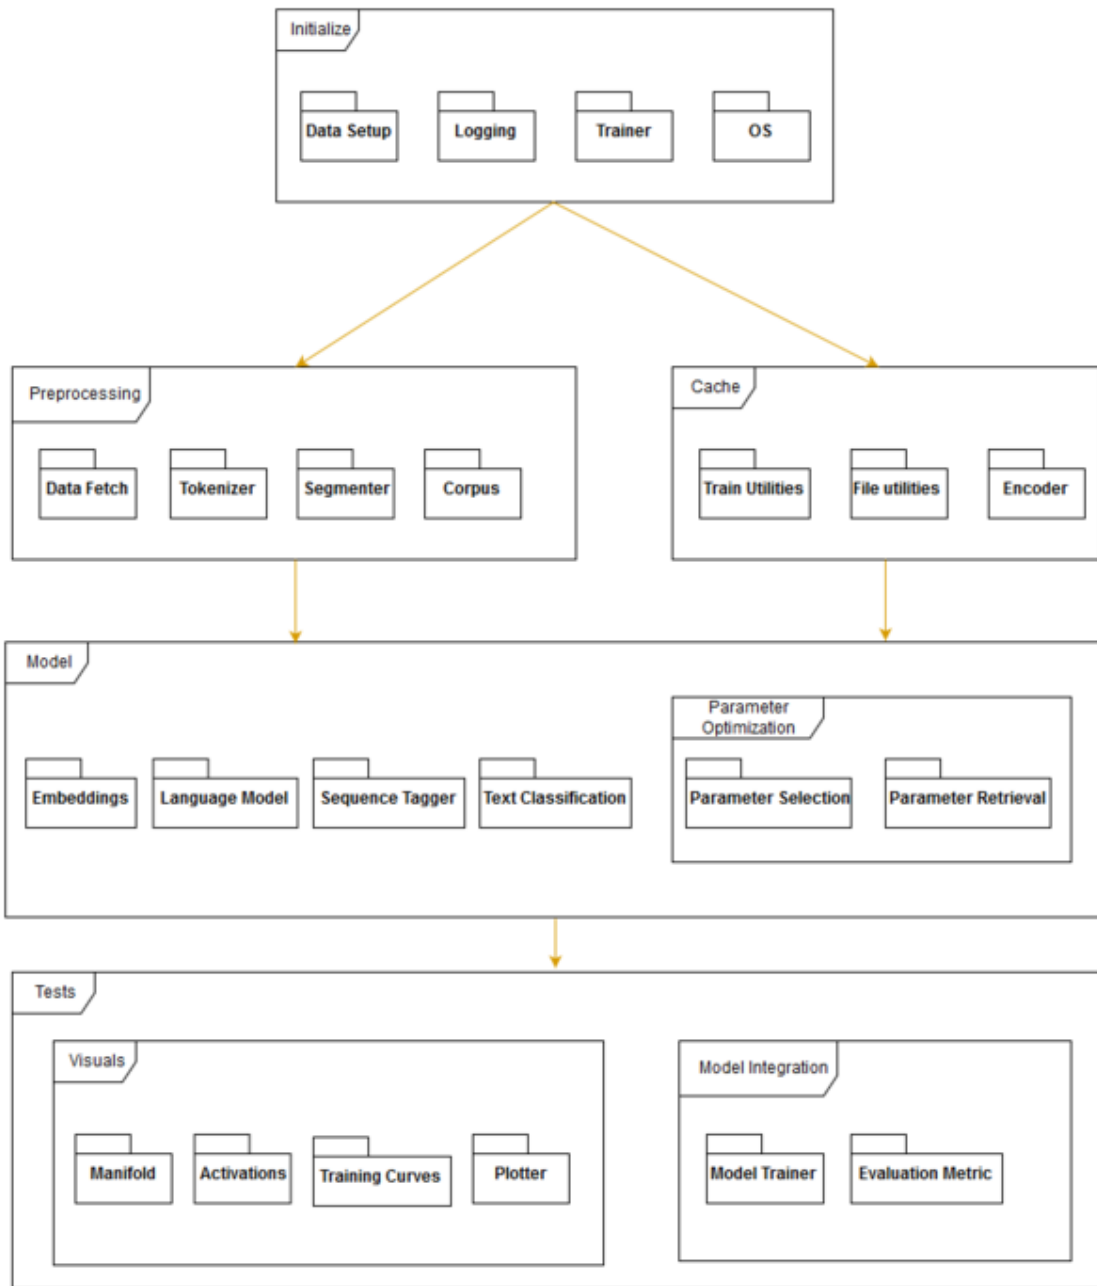 Initialize
Data Setup
Logging
Trainer
OS
Preprocessing
Data Fetch
Tokenizer
Segmenter
Corpus
Cache
Train Utilities
File utilities
Encoder
Model
Embeddings
Language Model
Sequence Tagger
Text Classification
Parameter
Optimization
Parameter Selection
Parameter Retrieval
Tests
Visuals
Manifold
Activations
Training Curves
Plotter
Model Integration
Model Trainer
Evaluation Metric